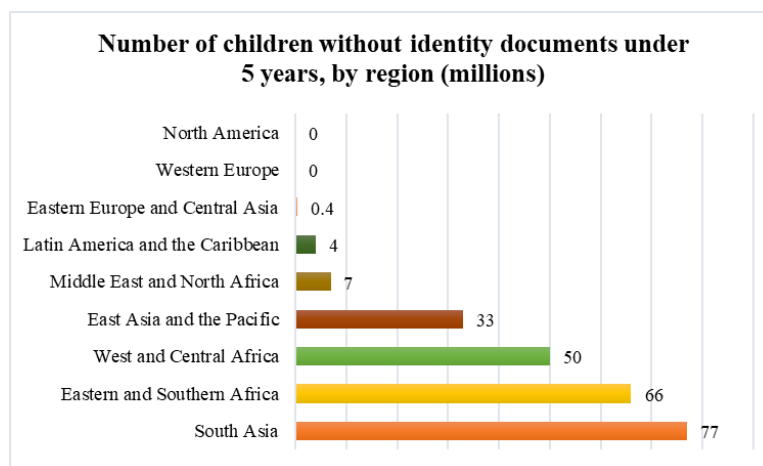 Number of children without identity documents under
5 years, by region (millions)
North America 0
Western Europe 0
Eastern Europe and Central Asia 0.4
Latin America and the Caribbean 4
Middle East and North Africa 7
East Asia and the Pacific 33
West and Central Africa 50
Eastern and Southern Africa 66
South Asia 77